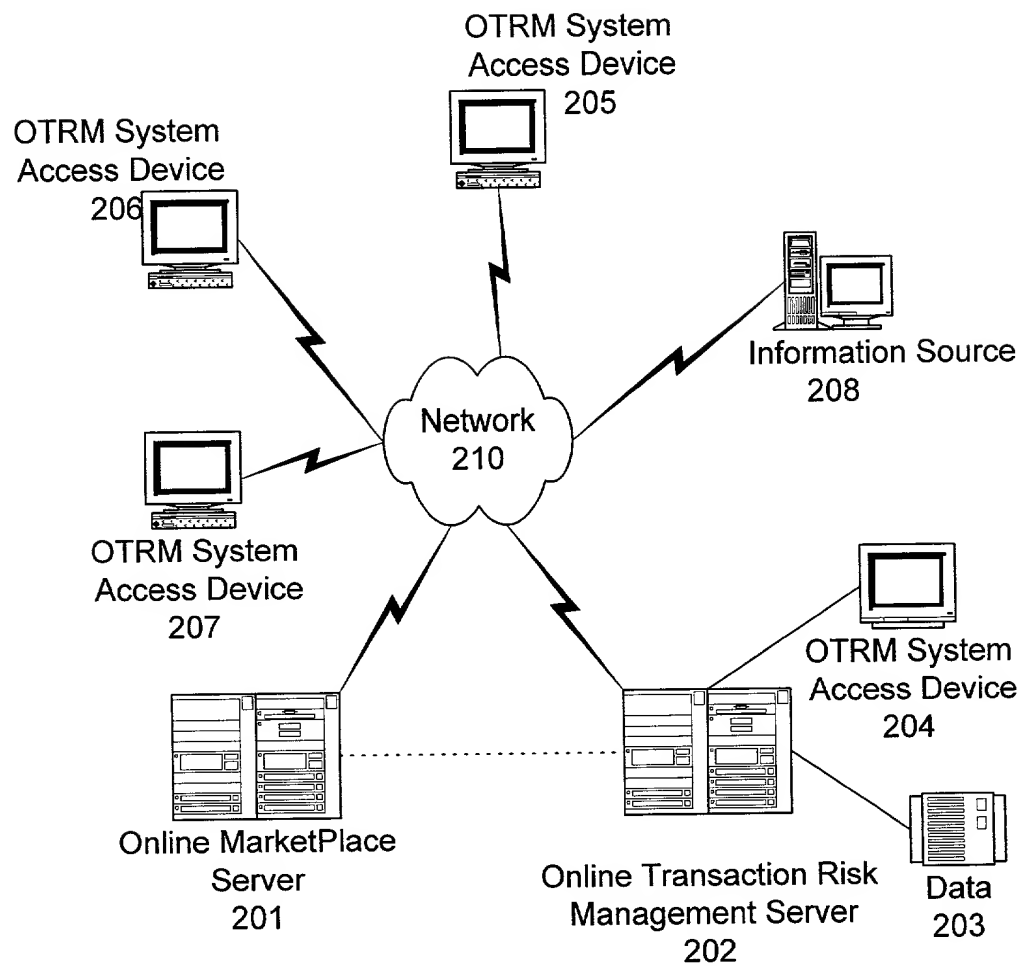 OTRM System
Access Device
205
OTRM System
Access Device
206
Information Source
208
Network
210
OTRM System
Access Device
207
OTRM System
Access Device
204
Online MarketPlace
Server
201
Online Transaction Risk
Management Server
202
Data
203